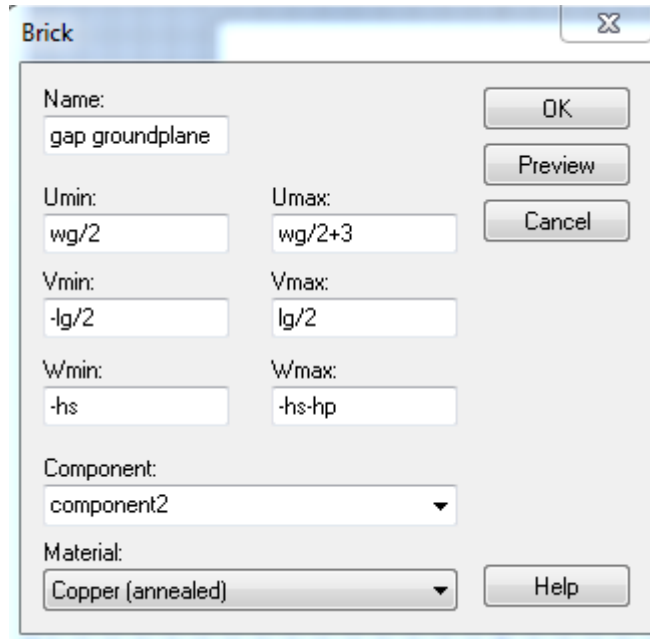 Brick
Name:
OK
gap groundplane
Preview
Umin:
Umax:
Cancel
wg/2
wg/2+3
Vmin:
Vmax:
-lg/2
lg/2
Wmin:
Wmax:
-hs
-hs-hp
Component:
component2
Material:
Copper (annealed)
Help